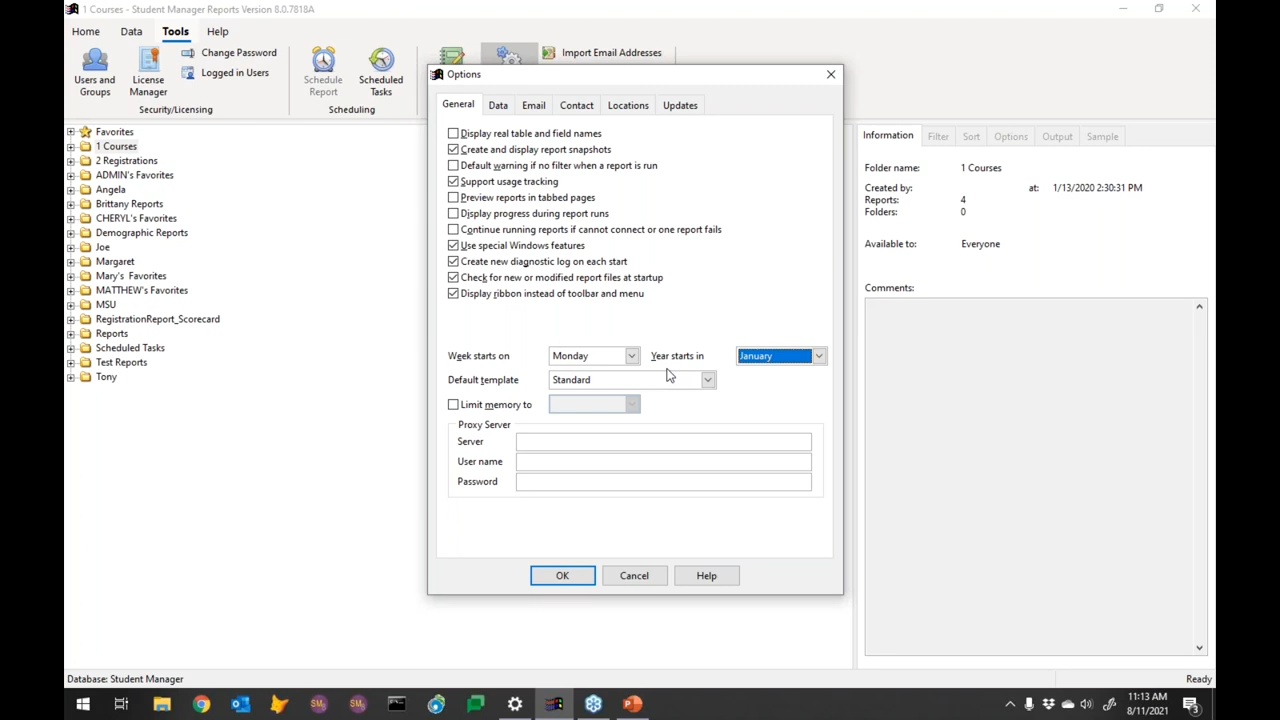 1 Courses - Student Manager Reports Version 8.0.7818A
Home Data Tools Help
Users and Groups
License Manager
Change Password
Logged in Users
Security/Licensing
Schedule Report
Scheduled Tasks
Scheduling
Import Email Addresses
Favorites
1 Courses
2 Registrations
ADMIN's Favorites
Angela
Brittany Reports
CHERYL's Favorites
Demographic Reports
Joe
Margaret
Mary's Favorites
MATTHEW's Favorites
MSU
RegistrationReport_Scorecard
Reports
Scheduled Tasks
Test Reports
Tony
Options
General Data Email Contact Locations Updates
Display real table and field names
Create and display report snapshots
Default warning if no filter when a report is run
Support usage tracking
Preview reports in tabbed pages
Display progress during report runs
Continue running reports if cannot connect or one report fails
Use special Windows features
Create new diagnostic log on each start
Check for new or modified report files at startup
Display ribbon instead of toolbar and menu
Week starts on Monday Year starts in January
Default template Standard
Limit memory to
Proxy Server
Server
User name
Password
OK Cancel Help
Information Filter Sort Options Output Sample
Folder name: 1 Courses
Created by: at: 1/13/2020 2:30:31 PM
Reports: 4
Folders: 0
Available to: Everyone
Comments:
Database: Student Manager Ready
SMS SMS
11:13 AM
8/11/2021
3